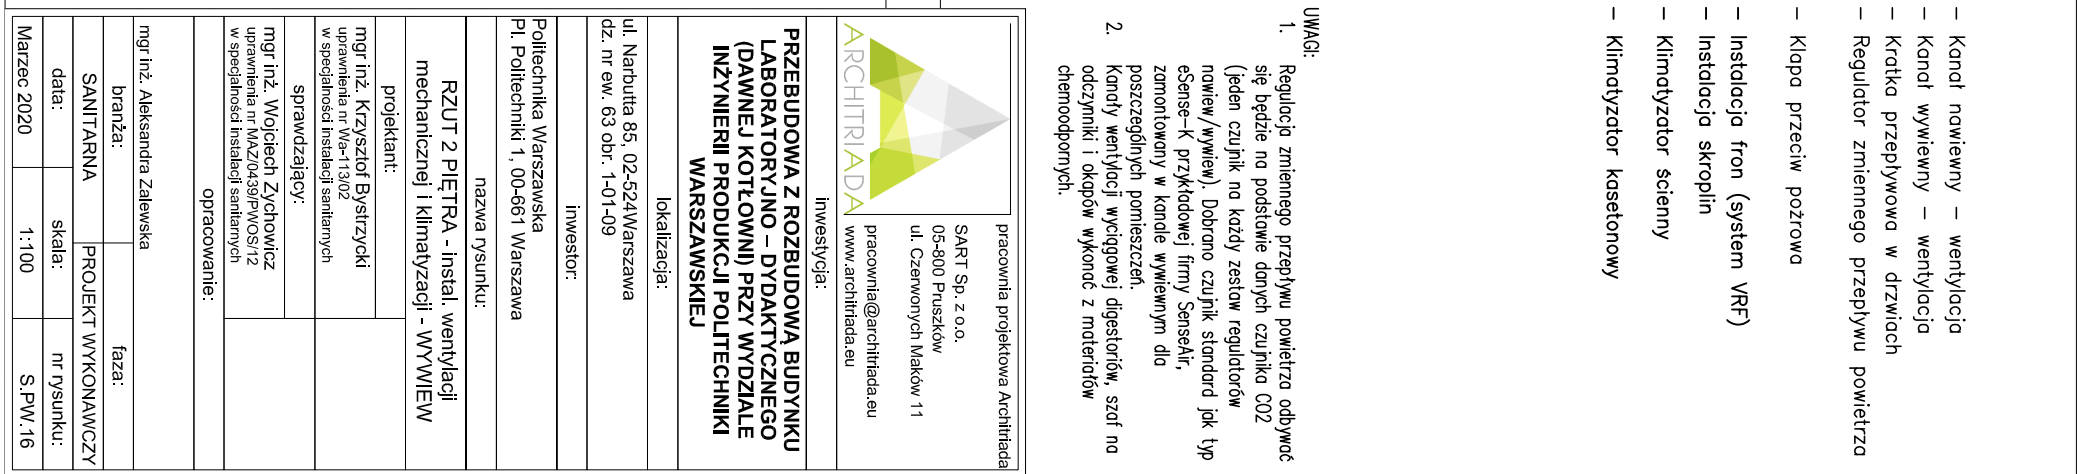 – Kanał nawiewny – wentylacja
– Kanał wywiewny – wentylacja
– Kratka przepływowa w drzwiach
– Regulator zmiennego przepływu powietrza
– Klapa przeciw pożrowa
– Instalacja fron (system VRF)
– Instalacja skroplin
– Klimatyzator ścienny
– Klimatyzator kasetonowy
UWAGI:
1. Regulacja zmiennego przepływu powietrza odbywać
się będzie na podstawie danych czujnika CO2
(jeden czujnik na każdy zestaw regulatorów
nawiew/wywiew). Dobrano czujnik standard jak typ
eSense–K przykładowej firmy SenseAir,
zamontowany w kanale wywiewnym dla
poszczególnych pomieszczeń.
2. Kanały wentylacji wyciągowej digestoriów, szaf na
odczynniki i okapów wykonać z materiałów
chemoodpornych.
pracownia projektowa Architriada
SART Sp. z o.o.
05-800 Pruszków
ul. Czerwonych Maków 11
pracownia@architriada.eu
www.architriada.eu
ARCHITRIADA
inwestycja:
PRZEBUDOWA Z ROZBUDOWĄ BUDYNKU
LABORATORYJNO – DYDAKTYCZNEGO
(DAWNEJ KOTŁOWNI) PRZY WYDZIALE
INŻYNIERII PRODUKCJI POLITECHNIKI
WARSZAWSKIEJ
lokalizacja:
ul. Narbutta 85, 02-524Warszawa
dz. nr ew. 63 obr. 1-01-09
inwestor:
Politechnika Warszawska
Pl. Politechniki 1, 00-661 Warszawa
nazwa rysunku:
RZUT 2 PIĘTRA - instal. wentylacji
mechanicznej i klimatyzacji - WYWIEW
projektant:
mgr inż. Krzysztof Bystrzycki
uprawnienia nr Wa-113/02
w specjalności instalacji sanitarnych
sprawdzający:
mgr inż. Wojciech Zychowicz
uprawnienia nr MAZ/0439/PWOS/12
w specjalności instalacji sanitarnych
opracowanie:
mgr inż. Aleksandra Zalewska
branża: faza:
SANITARNA PROJEKT WYKONAWCZY
data: skala: nr rysunku:
Marzec 2020 1:100 S.PW.16